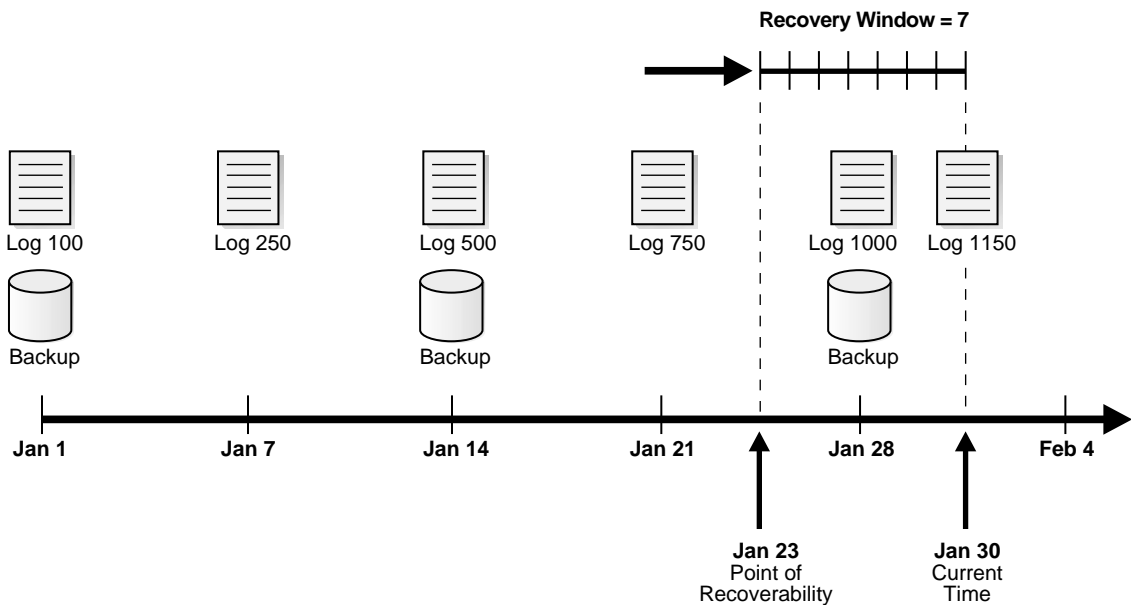 Recovery Window = 7
Log 100
Log 250
Log 500
Log 750
Log 1000
Log 1150
Backup
Backup
Backup
Jan 1
Jan 7
Jan 14
Jan 21
Jan 28
Feb 4
Jan 23
Point of
Recoverability
Jan 30
Current
Time